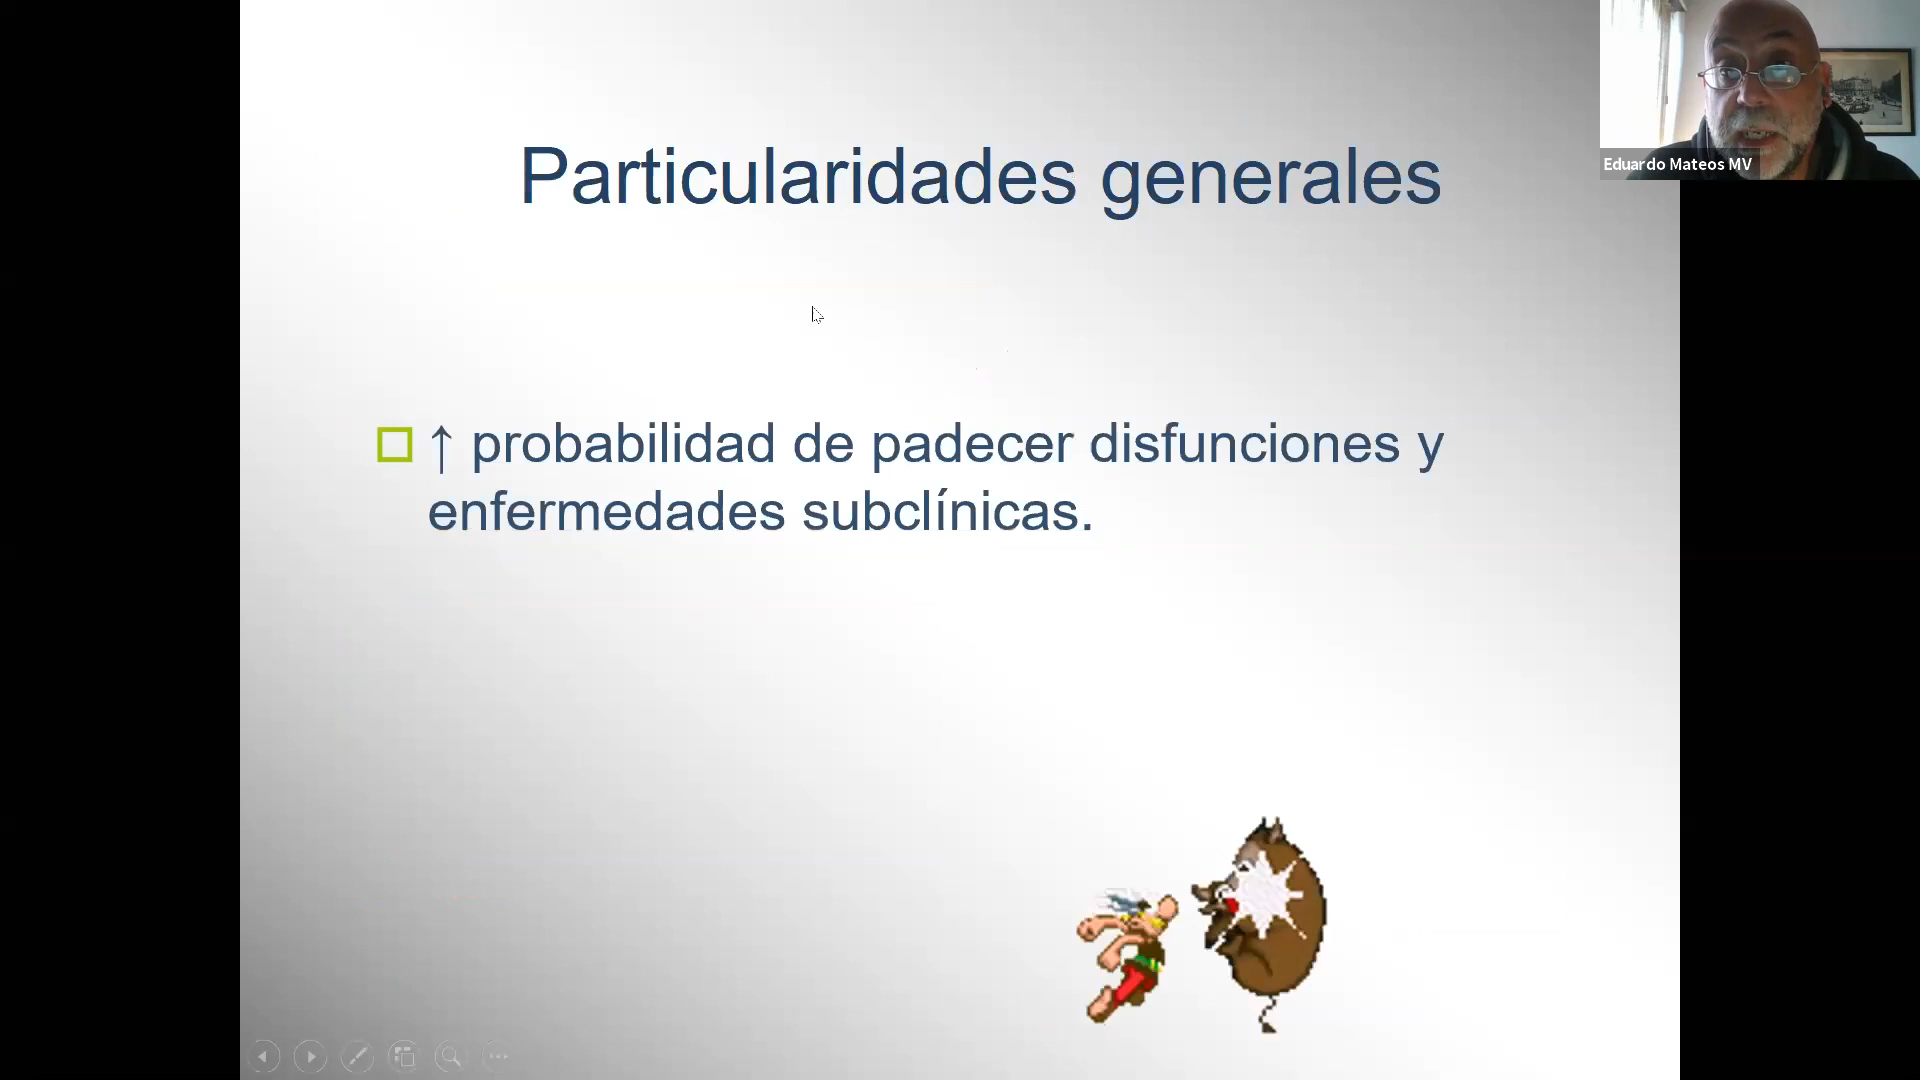 Particularidades generales
↑ probabilidad de padecer disfunciones y
enfermedades subclínicas.
Eduardo Mateos MV